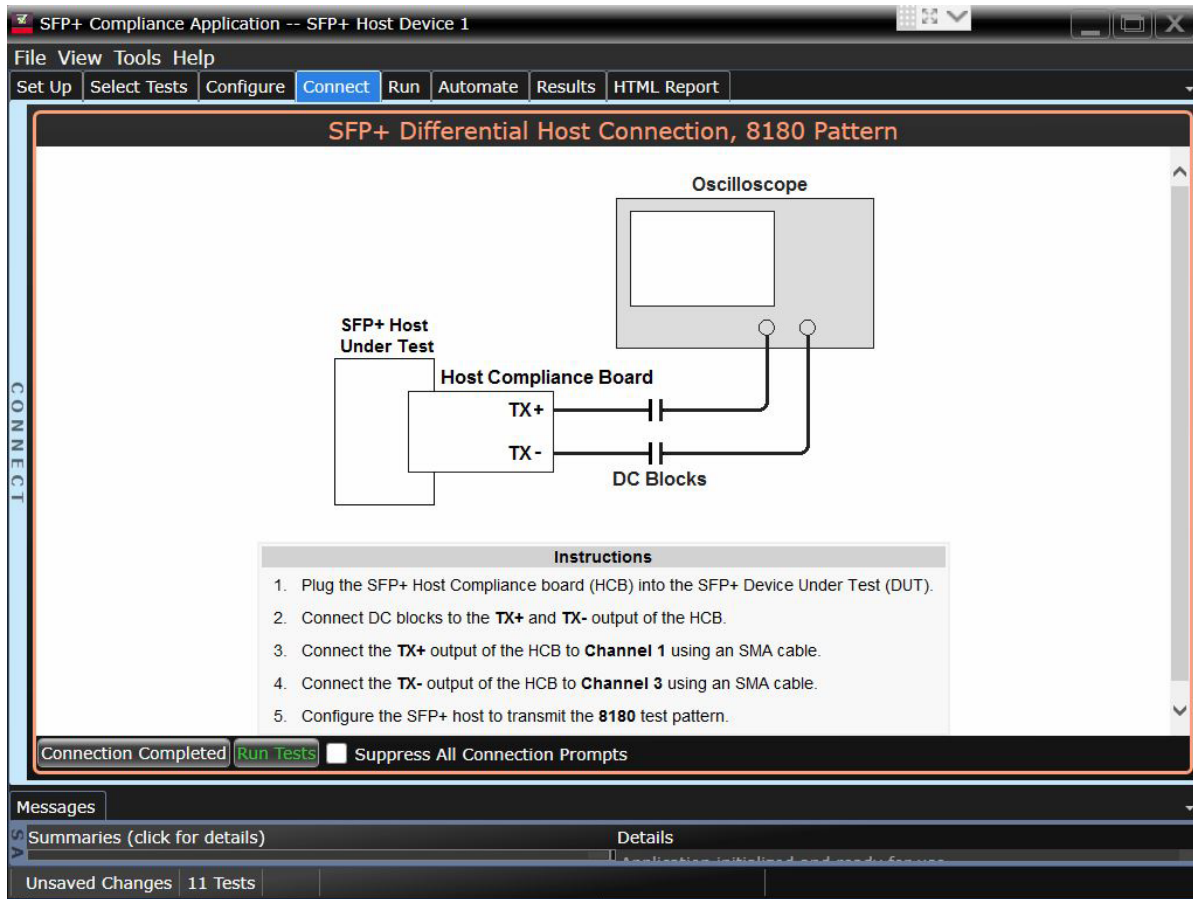 SFP+ Compliance Application -- SFP+ Host Device 1
File View Tools Help
Set Up Select Tests Configure Connect Run Automate Results HTML Report
SFP+ Differential Host Connection, 8180 Pattern
CONNECT
Oscilloscope
SFP+ Host
Under Test
Host Compliance Board
TX+
TX-
DC Blocks
Instructions
1. Plug the SFP+ Host Compliance board (HCB) into the SFP+ Device Under Test (DUT).
2. Connect DC blocks to the TX+ and TX- output of the HCB.
3. Connect the TX+ output of the HCB to Channel 1 using an SMA cable.
4. Connect the TX- output of the HCB to Channel 3 using an SMA cable.
5. Configure the SFP+ host to transmit the 8180 test pattern.
Connection Completed Run Tests Suppress All Connection Prompts
Messages
Summaries (click for details) Details
Application initialized and ready for use
Unsaved Changes 11 Tests